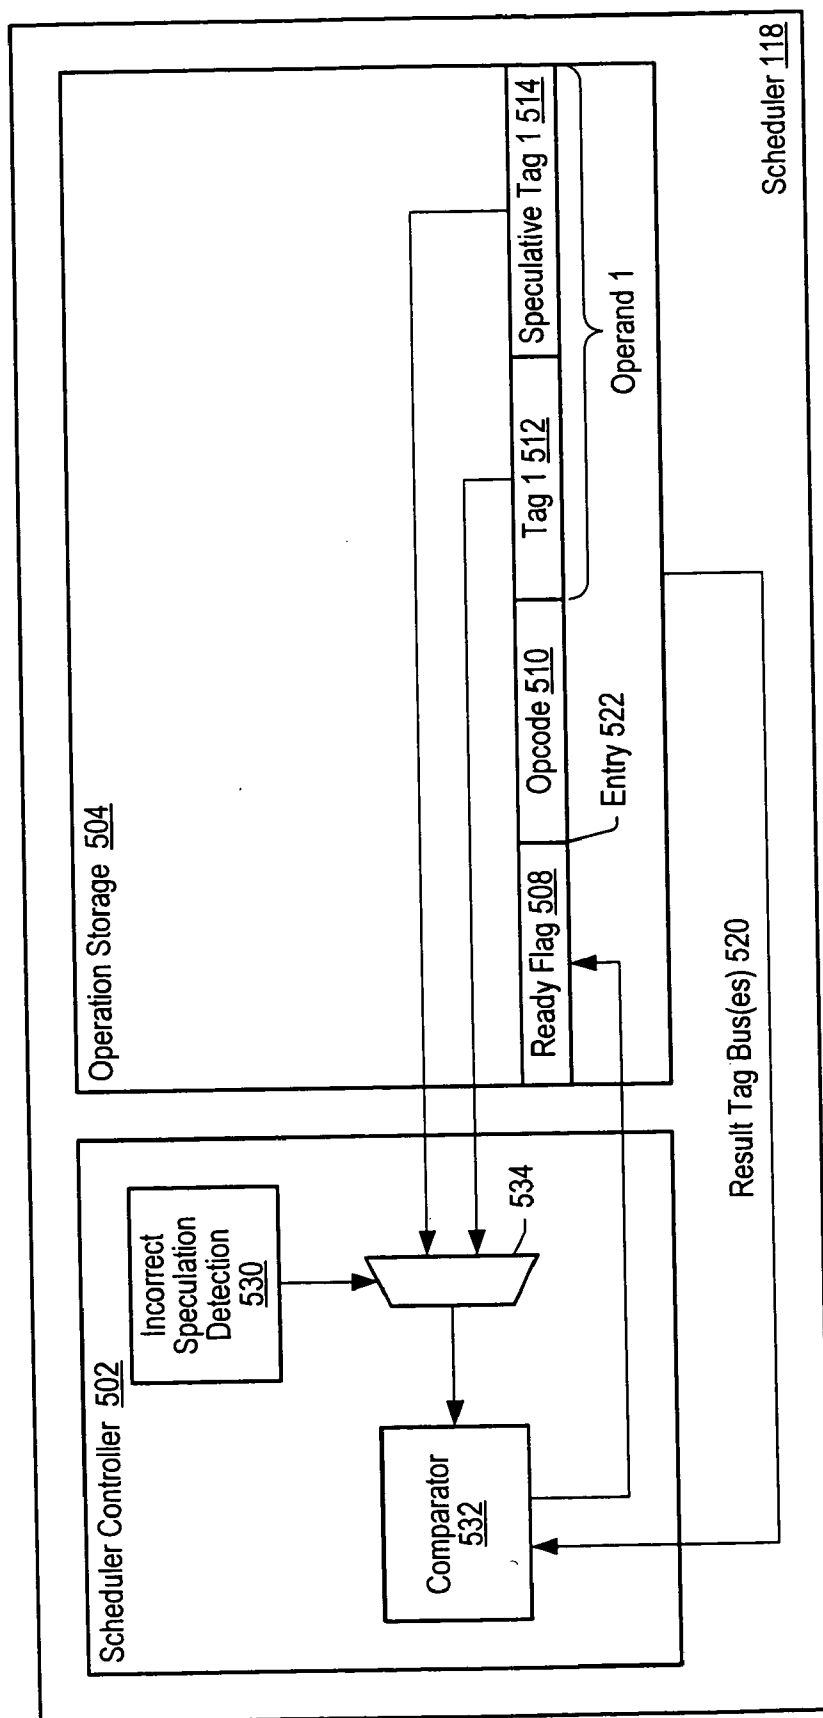 Scheduler Controller 502
Incorrect
Speculation
Detection
530
534
Comparator
532
Operation Storage 504
Ready Flag 508
Opcode 510
Tag 1 512
Speculative Tag 1 514
Entry 522
Operand 1
Result Tag Bus(es) 520
Scheduler 118